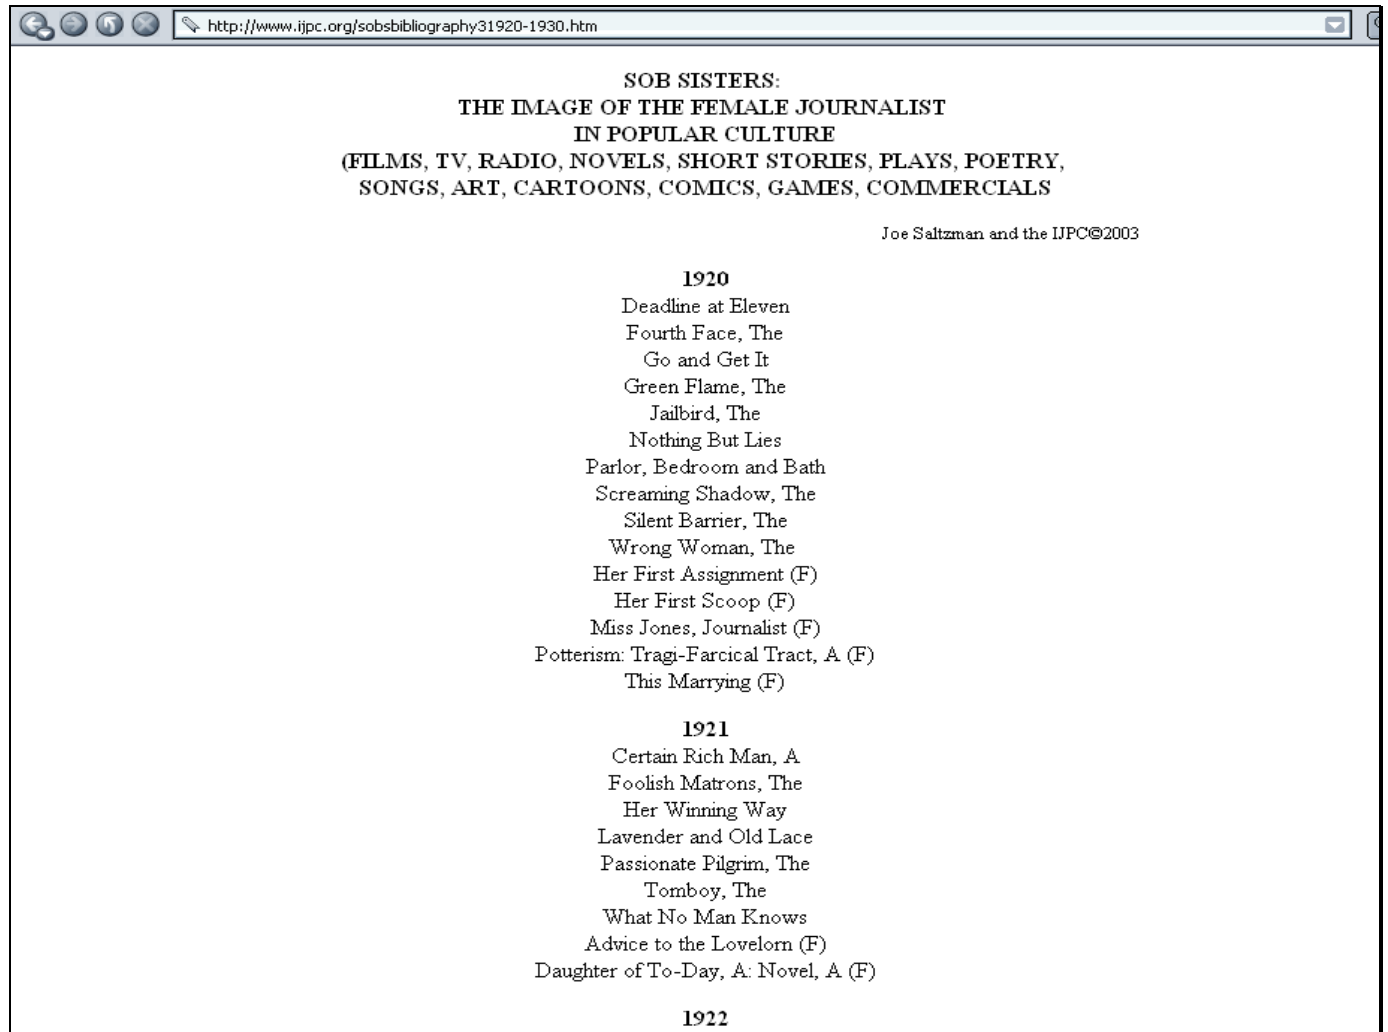 http://www.ijpc.org/sobsbibliography31920-1930.htm
SOB SISTERS:
THE IMAGE OF THE FEMALE JOURNALIST
IN POPULAR CULTURE
(FILMS, TV, RADIO, NOVELS, SHORT STORIES, PLAYS, POETRY,
SONGS, ART, CARTOONS, COMICS, GAMES, COMMERCIALS
Joe Saltzman and the IJPC©2003
1920
Deadline at Eleven
Fourth Face, The
Go and Get It
Green Flame, The
Jailbird, The
Nothing But Lies
Parlor, Bedroom and Bath
Screaming Shadow, The
Silent Barrier, The
Wrong Woman, The
Her First Assignment (F)
Her First Scoop (F)
Miss Jones, Journalist (F)
Potterism: Tragi-Farcical Tract, A (F)
This Marrying (F)
1921
Certain Rich Man, A
Foolish Matrons, The
Her Winning Way
Lavender and Old Lace
Passionate Pilgrim, The
Tomboy, The
What No Man Knows
Advice to the Lovelorn (F)
Daughter of To-Day, A: Novel, A (F)
1922